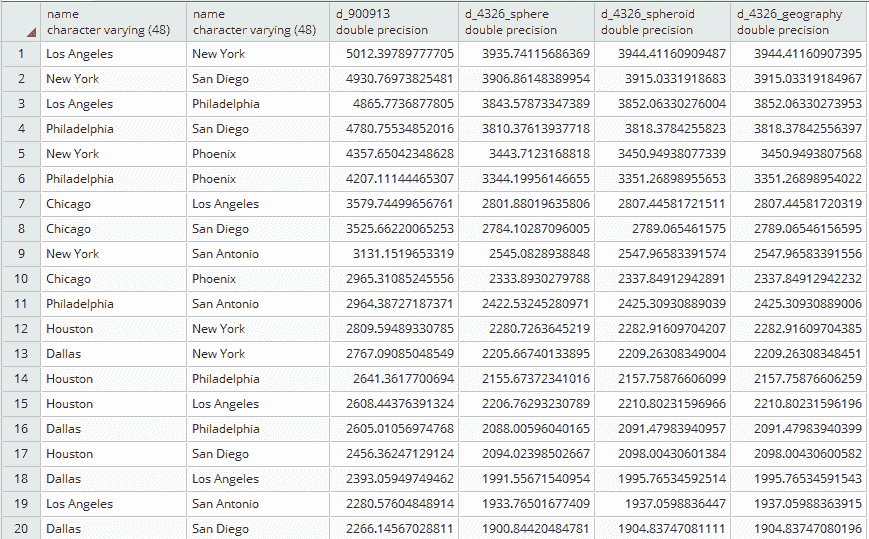 name name d_900913 d_4326_sphere d_4326_spheroid d_4326_geography
character varying (48) character varying (48) double precision double precision double precision double precision
1 Los Angeles New York 5012.39789777705 3935.74115686369 3944.41160909487 3944.41160907395
2 New York San Diego 4930.76973825481 3906.86148389954 3915.0331918683 3915.03319184967
3 Los Angeles Philadelphia 4865.7736877805 3843.57873347389 3852.06330276004 3852.06330273953
4 Philadelphia San Diego 4780.75534852016 3810.37613937718 3818.3784255823 3818.37842556397
5 New York Phoenix 4357.65042348628 3443.7123168818 3450.94938077339 3450.9493807568
6 Philadelphia Phoenix 4207.11144465307 3344.19956146655 3351.26898955653 3351.26898954022
7 Chicago Los Angeles 3579.74499656761 2801.88019635806 2807.44581721511 2807.44581720319
8 Chicago San Diego 3525.66220065253 2784.10287096005 2789.065461575 2789.06546156595
9 New York San Antonio 3131.1519653319 2545.0828938848 2547.96583391574 2547.96583391556
10 Chicago Phoenix 2965.31085245556 2333.8930279788 2337.84912942891 2337.84912942232
11 Philadelphia San Antonio 2964.38727187371 2422.53245280971 2425.30930889039 2425.30930889006
12 Houston New York 2809.59489330785 2280.7263645219 2282.91609704207 2282.91609704385
13 Dallas New York 2767.09085048549 2205.66740133895 2209.26308349004 2209.26308348451
14 Houston Philadelphia 2641.3617700694 2155.67372341016 2157.75876606099 2157.75876606259
15 Houston Los Angeles 2608.44376391324 2206.76293230789 2210.80231596966 2210.80231596196
16 Dallas Philadelphia 2605.01056974768 2088.00596040165 2091.47983940957 2091.47983940399
17 Houston San Diego 2456.36247129124 2094.02398502667 2098.00430601384 2098.00430600582
18 Dallas Los Angeles 2393.05949749462 1991.55671540954 1995.76534592514 1995.76534591543
19 Los Angeles San Antonio 2280.57604848914 1933.76501677409 1937.0598836447 1937.05988363915
20 Dallas San Diego 2266.14567028811 1900.84420484781 1904.83747081111 1904.83747080196